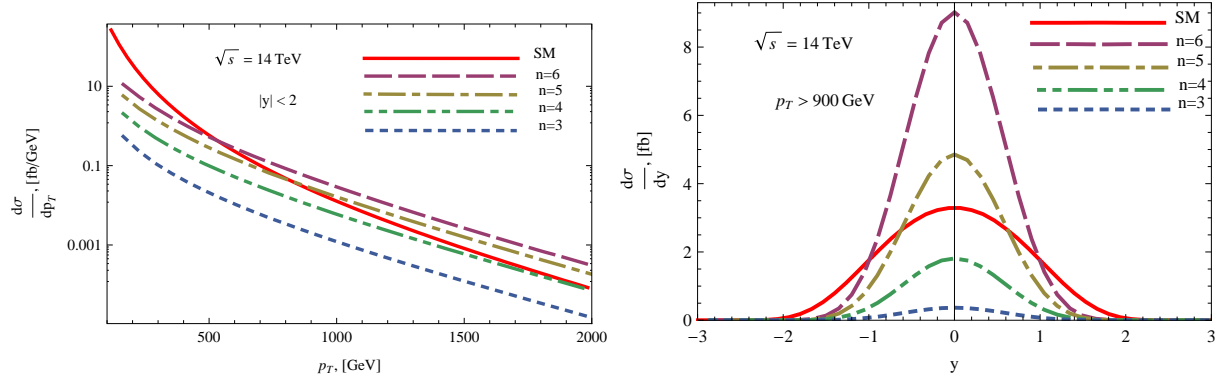 √s = 14 TeV
|y| < 2
SM
n=6
n=5
n=4
n=3
10
0.1
0.001
dσ/dp_T, [fb/GeV]
500
1000
1500
2000
p_T, [GeV]
√s = 14 TeV
p_T > 900 GeV
SM
n=6
n=5
n=4
n=3
8
6
4
2
0
dσ/dy, [fb]
-3
-2
-1
0
1
2
3
y